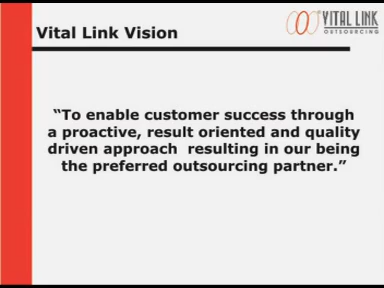 Vital Link Vision
VITAL LINK
OUTSOURCING
“To enable customer success through
a proactive, result oriented and quality
driven approach resulting in our being
the preferred outsourcing partner.”